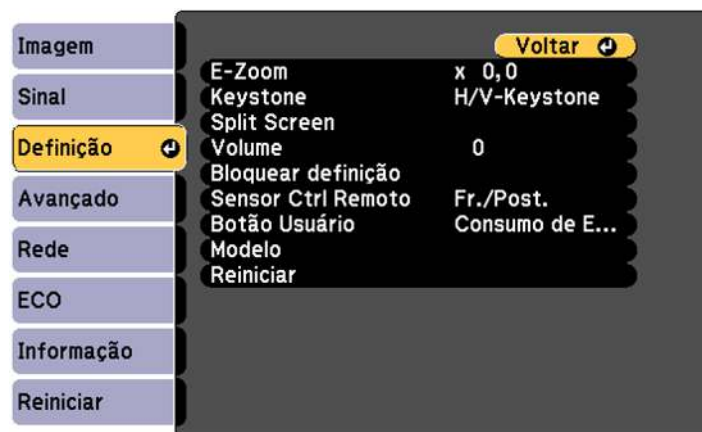 Imagem
Sinal
Definição
Avançado
Rede
ECO
Informação
Reiniciar
Voltar
E-Zoom x 0,0
Keystone H/V-Keystone
Split Screen
Volume 0
Bloquear definição
Sensor Ctrl Remoto Fr./Post.
Botão Usuário Consumo de E...
Modelo
Reiniciar